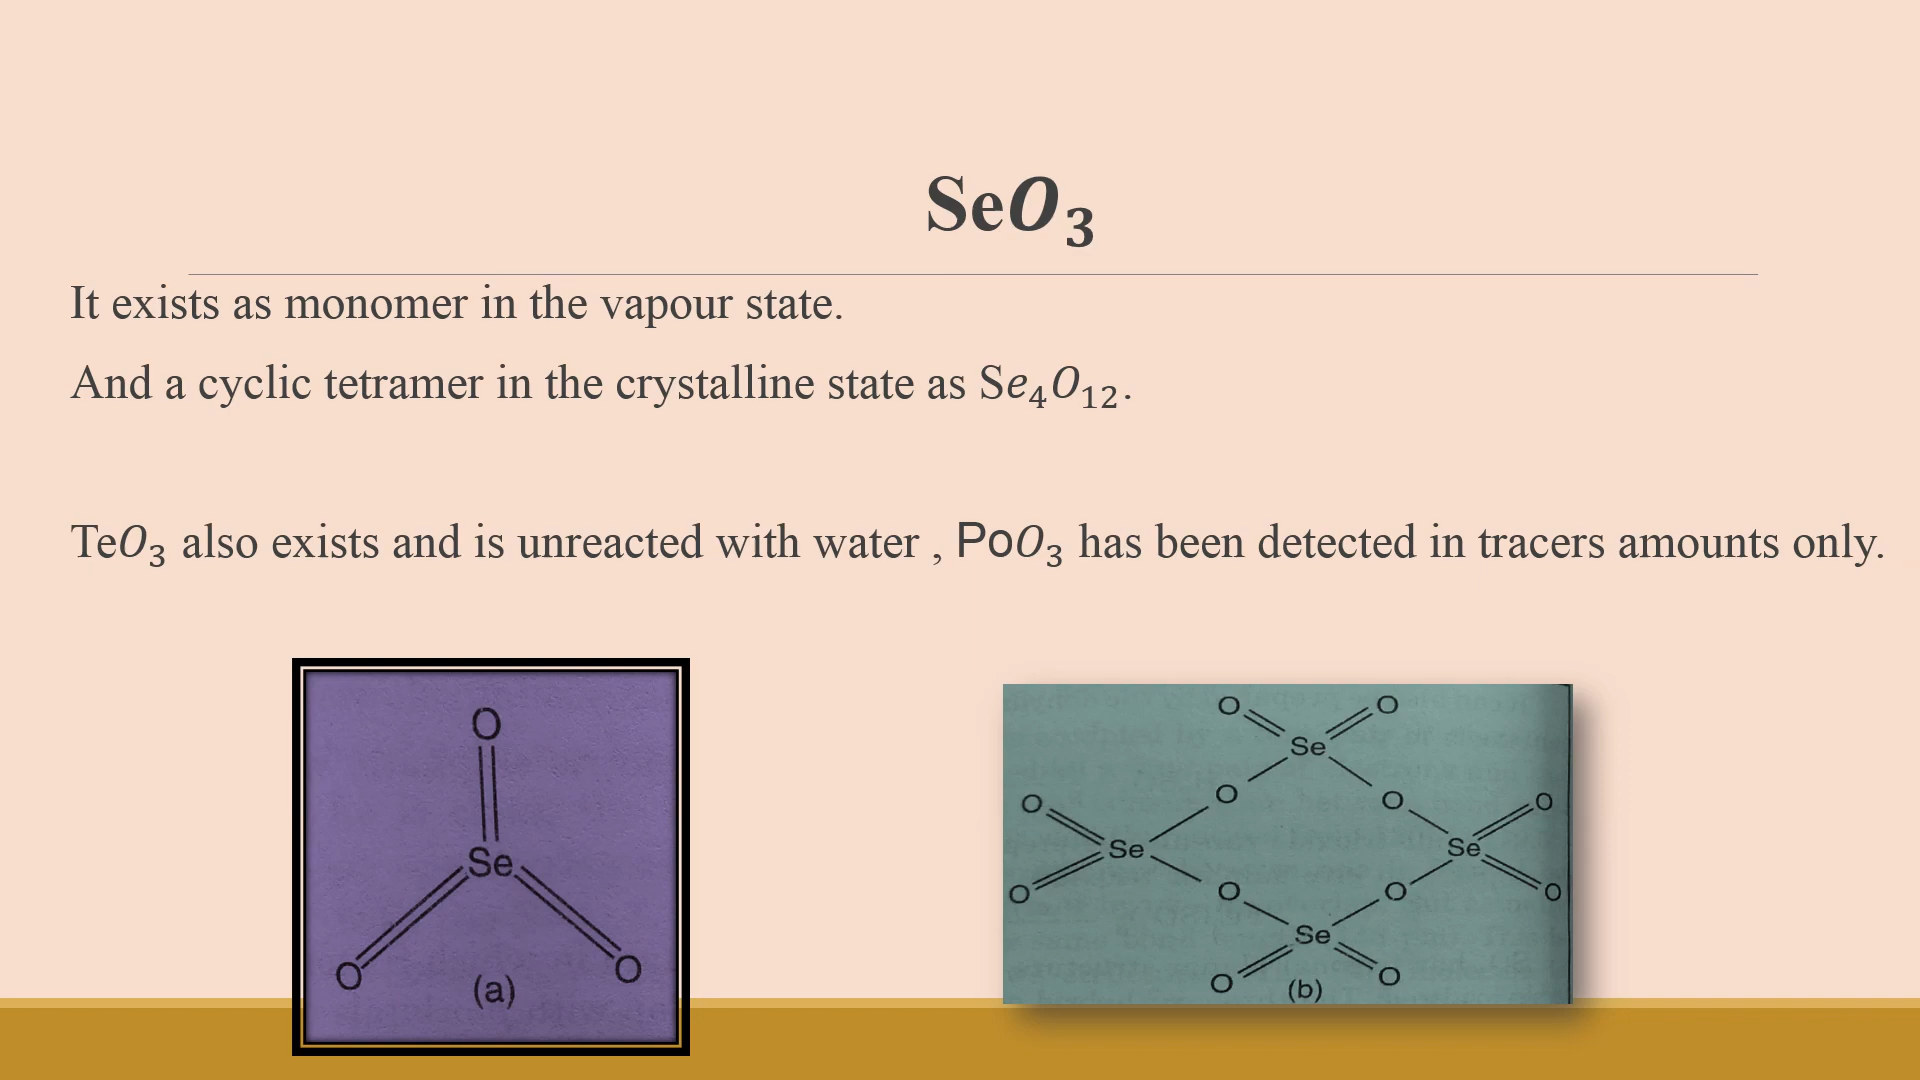 SeO₃
It exists as monomer in the vapour state.
And a cyclic tetramer in the crystalline state as Se₄O₁₂.
TeO₃ also exists and is unreacted with water , PoO₃ has been detected in tracers amounts only.
O
Se
O O
(a)
O O
Se
O O
O O
Se Se
O O O O
Se
O O
(b)